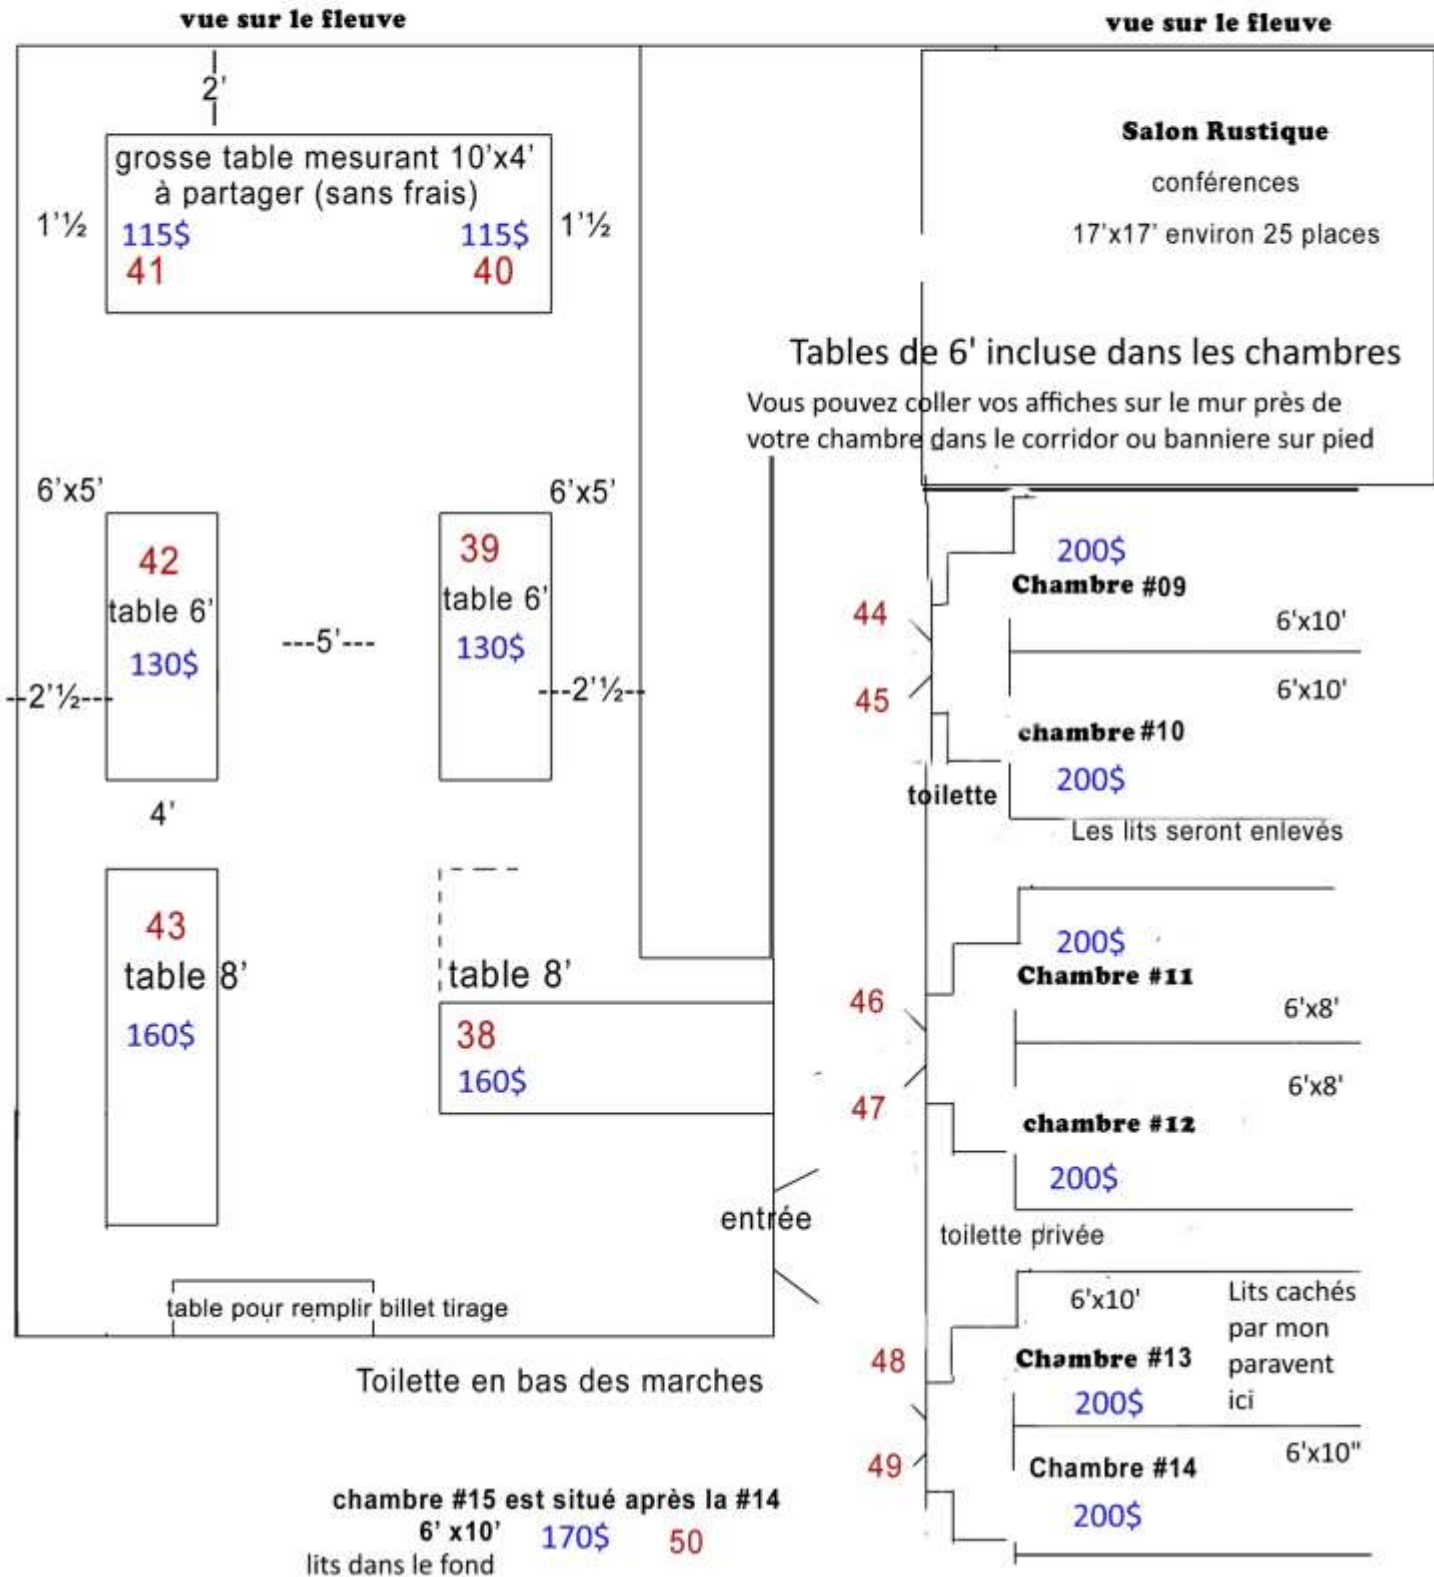 vue sur le fleuve
2'
grosse table mesurant 10'x4'
à partager (sans frais)
1'½
115$
115$
1'½
41
40
6'x5'
6'x5'
42
table 6'
130$
39
table 6'
130$
---5'---
--2'½---
---2'½--
4'
43
table 8'
160$
table 8'
38
160$
entrée
table pour remplir billet tirage
Toilette en bas des marches
chambre #15 est situé après la #14
6' x10'
170$
50
lits dans le fond
vue sur le fleuve
Salon Rustique
conférences
17'x17' environ 25 places
Tables de 6' incluse dans les chambres
Vous pouvez coller vos affiches sur le mur près de
votre chambre dans le corridor ou banniere sur pied
200$
Chambre #09
44
6'x10'
6'x10'
45
chambre #10
200$
toilette
Les lits seront enlevés
200$
Chambre #11
46
6'x8'
6'x8'
47
chambre #12
200$
toilette privée
6'x10'
Lits cachés
par mon
paravent
ici
48
Chambre #13
200$
6'x10"
49
Chambre #14
200$